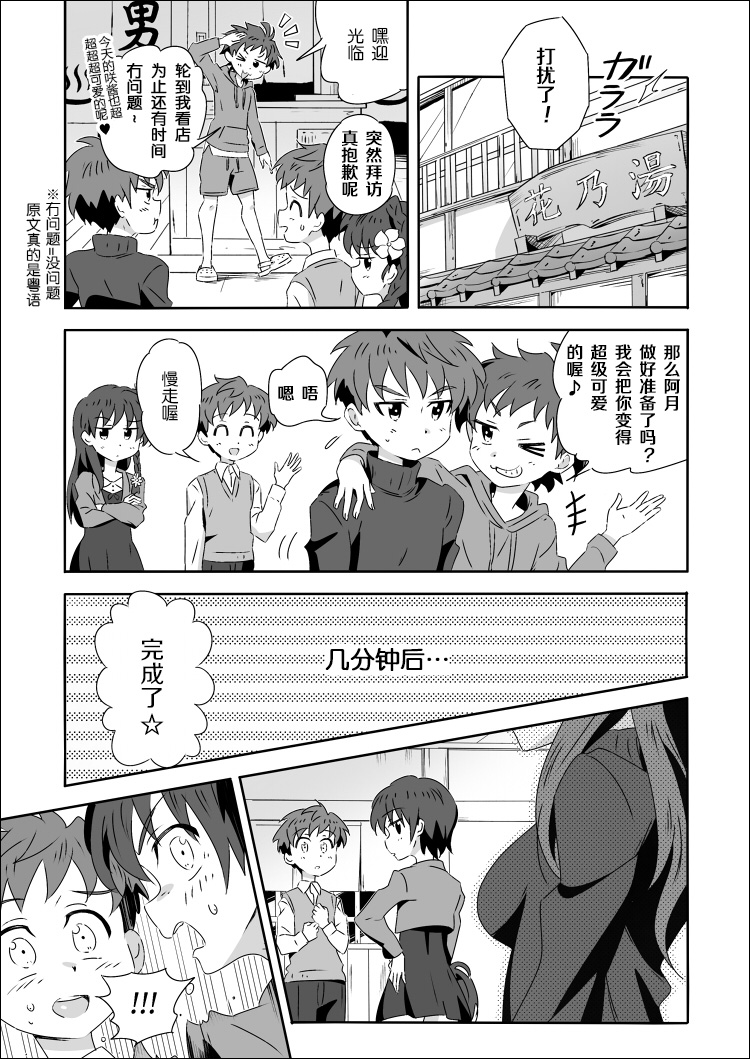 打扰了！
ガララ
花乃湯
嘿迎
光临
男
突然拜访
真抱歉呢
轮到我看店
为止还有时间
冇问题~
今天的咲酱也超
超超超可爱的呢♥
※冇问题=没问题
原文真的是粤语
那么阿月
做好准备了吗？
我会把你变得
超级可爱
的喔♪
嗯 唔
慢走喔
几分钟后…
完成了☆
!!!